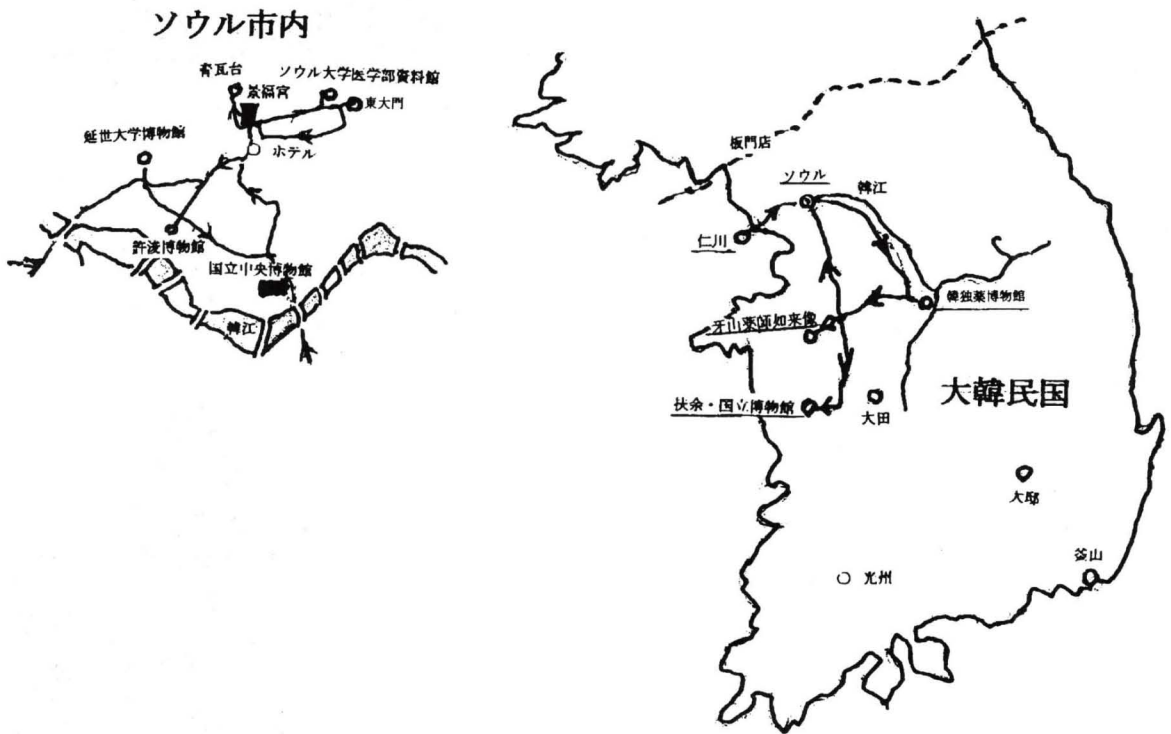 ソウル市内
青瓦台
ソウル大学医学部資料館
景福宮
東大門
延世大学博物館
ホテル
許浚博物館
国立中央博物館
韓江
板門店
ソウル
韓江
仁川
韓独薬博物館
牙山薬師如来像
大韓民国
扶余・国立博物館
大田
大邸
釜山
光州